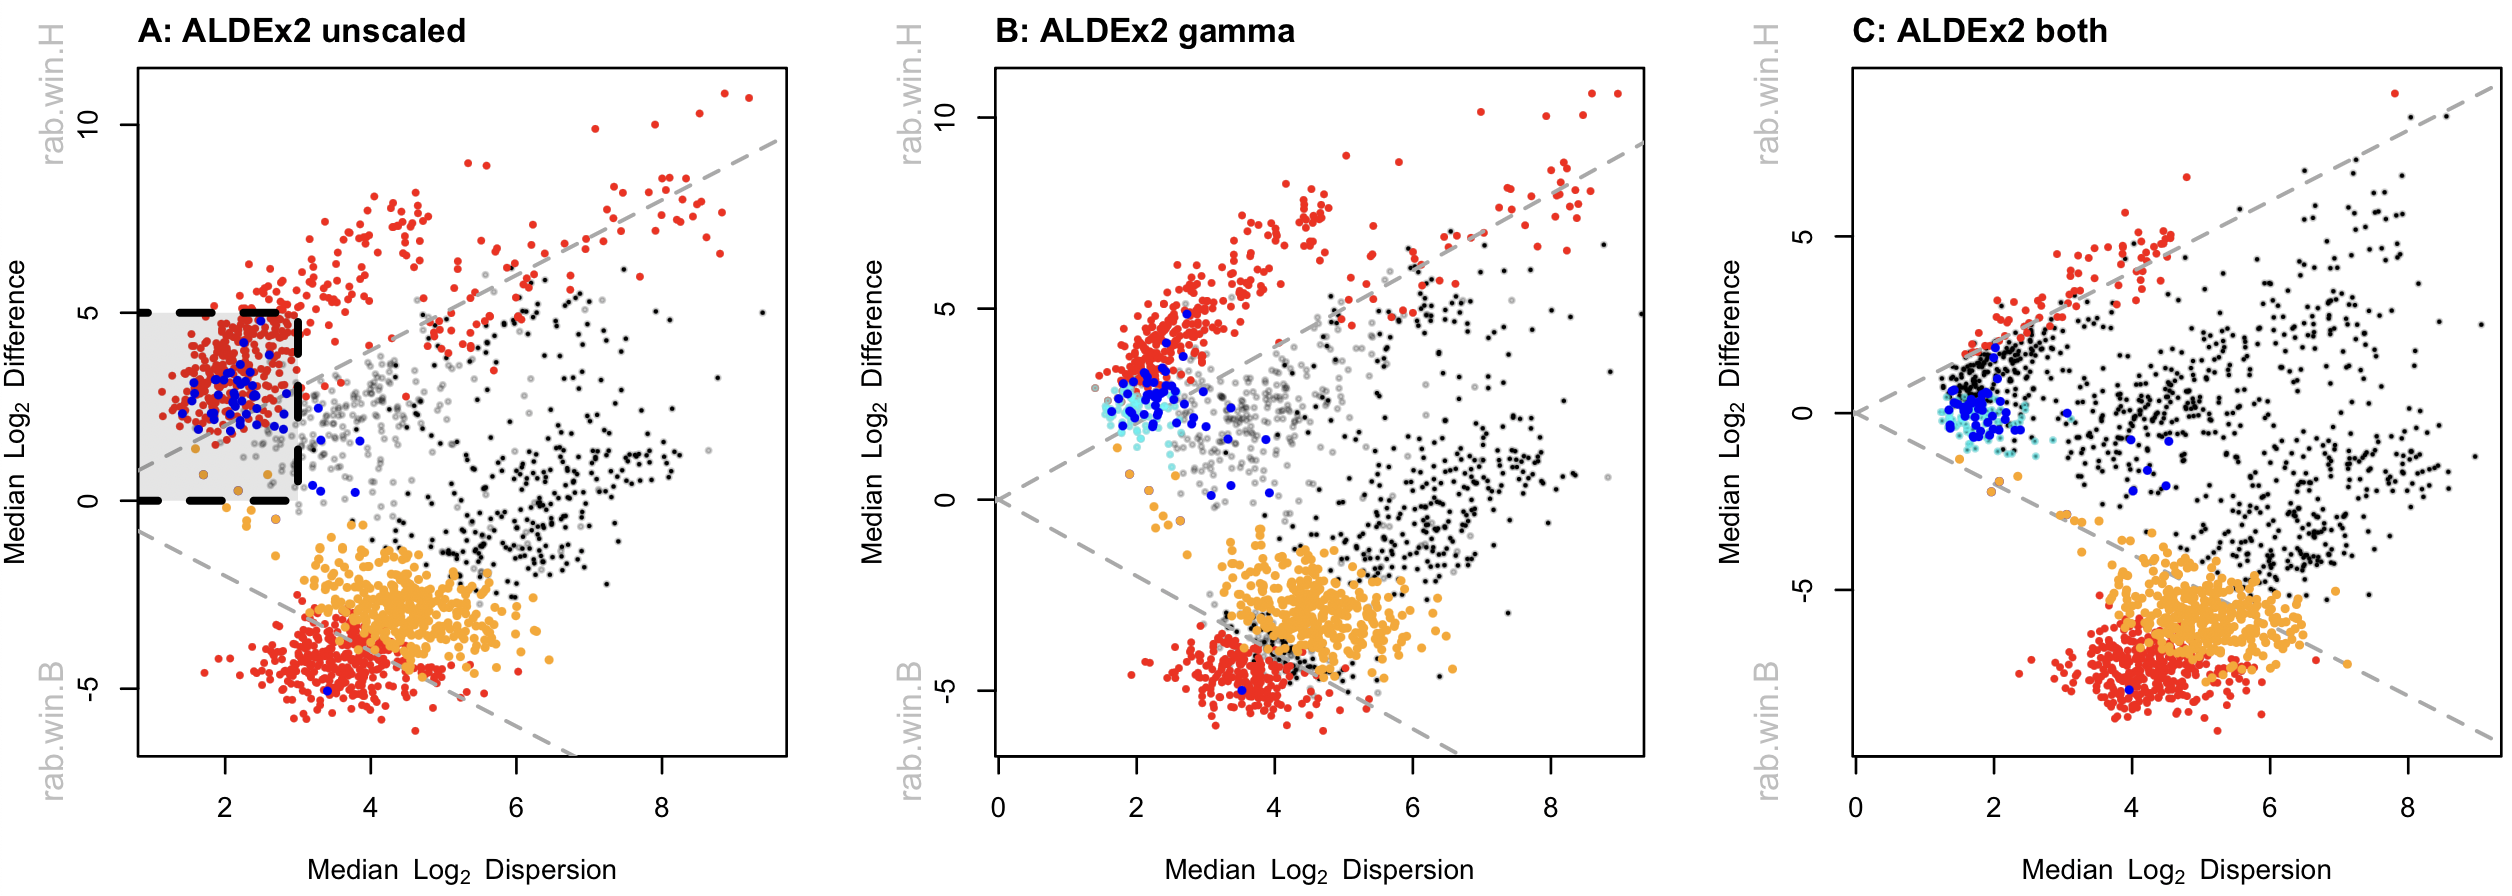 A: ALDEx2 unscaled
rab.win.H
10
5
0
-5
Median Log2 Difference
rab.win.B
2 4 6 8
Median Log2 Dispersion
B: ALDEx2 gamma
rab.win.H
10
5
0
-5
Median Log2 Difference
rab.win.B
0 2 4 6 8
Median Log2 Dispersion
C: ALDEx2 both
rab.win.H
5
0
-5
Median Log2 Difference
rab.win.B
0 2 4 6 8
Median Log2 Dispersion